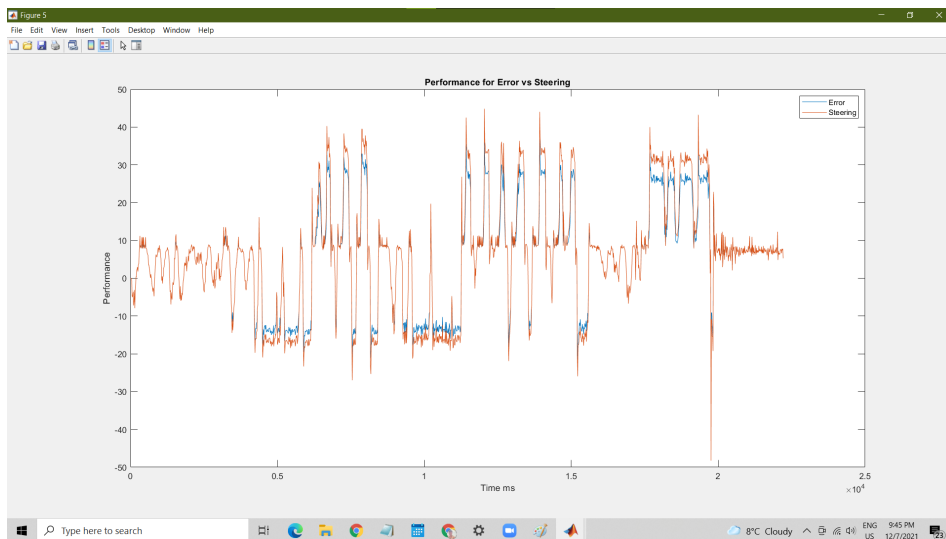 Figure 5
File Edit View Insert Tools Desktop Window Help
Performance for Error vs Steering
Error
Steering
50
40
30
20
10
0
-10
-20
-30
-40
-50
Performance
0
0.5
1
1.5
2
2.5
Time ms
×10⁴
Type here to search
8°C Cloudy
ENG
US
9:45 PM
12/7/2021
23